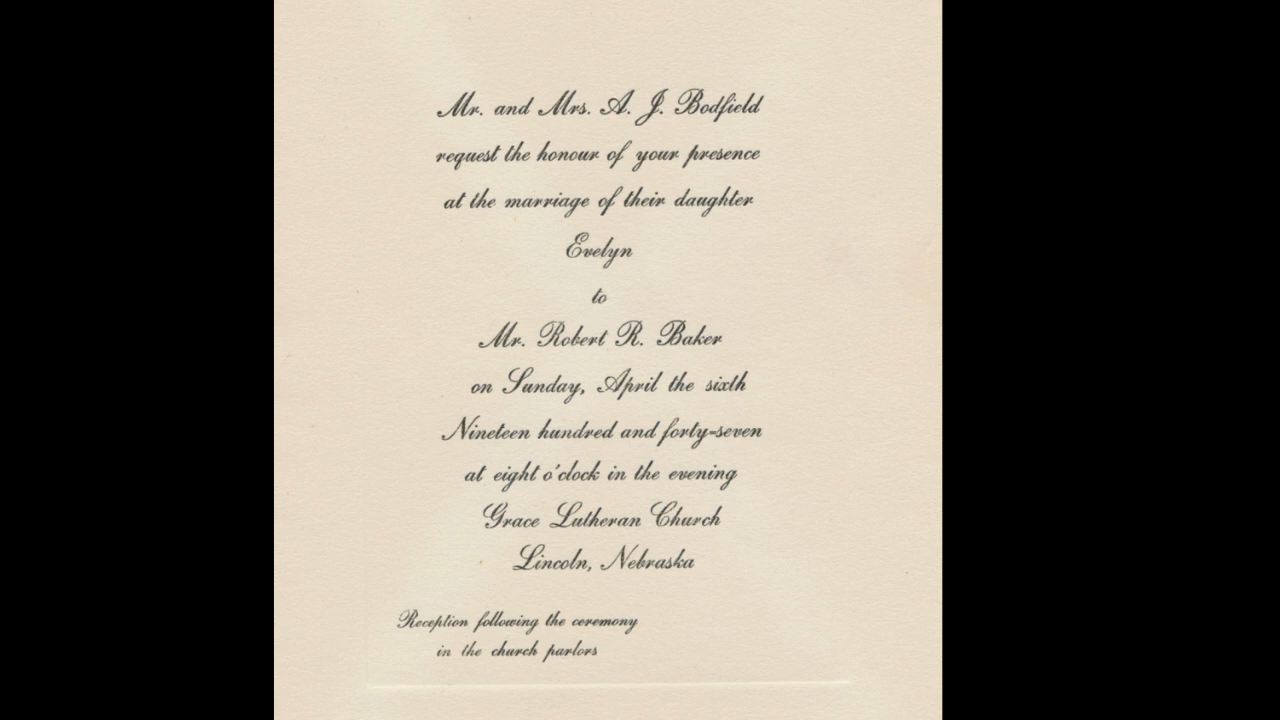 Mr. and Mrs. A. J. Bodfield
request the honour of your presence
at the marriage of their daughter
Evelyn
to
Mr. Robert R. Baker
on Sunday, April the sixth
Nineteen hundred and forty-seven
at eight o'clock in the evening
Grace Lutheran Church
Lincoln, Nebraska
Reception following the ceremony
in the church parlors